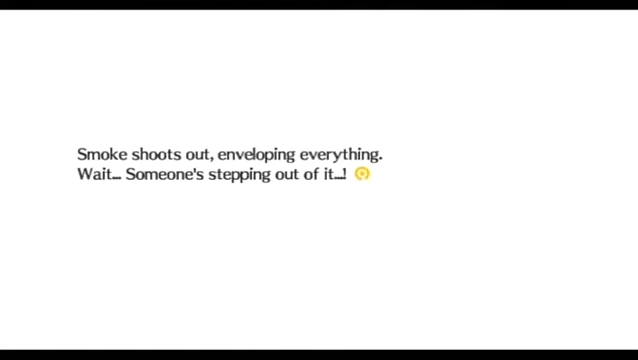 Smoke shoots out, enveloping everything.
Wait... Someone's stepping out of it...!